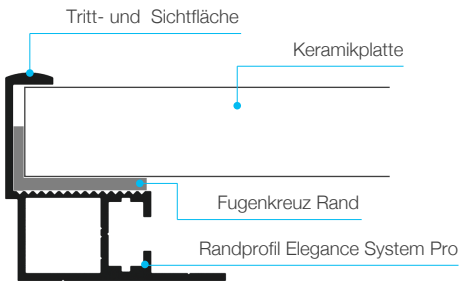 Tritt- und Sichtfläche
Keramikplatte
Fugenkreuz Rand
Randprofil Elegance System Pro